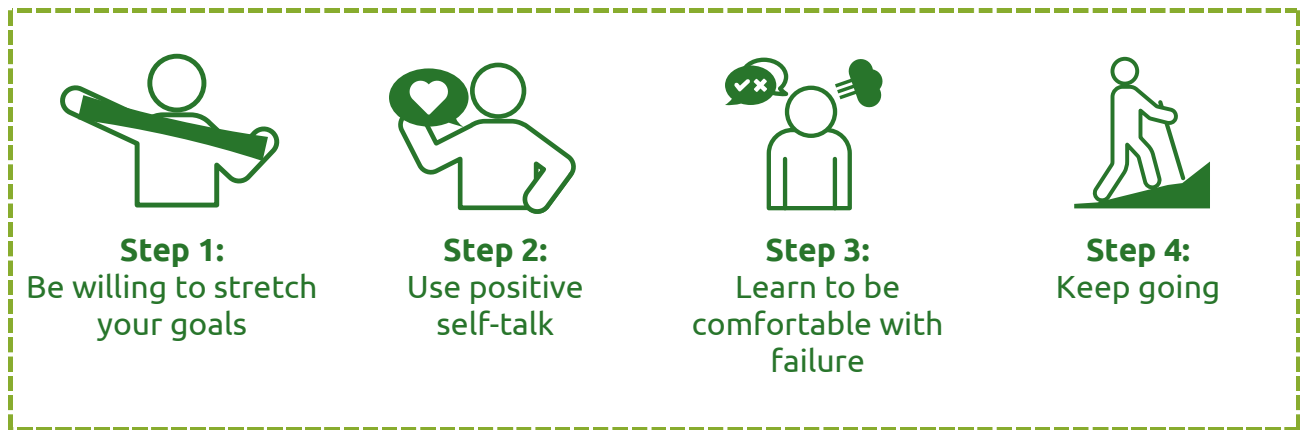 Step 1:
Be willing to stretch
your goals
Step 2:
Use positive
self-talk
Step 3:
Learn to be
comfortable with
failure
Step 4:
Keep going